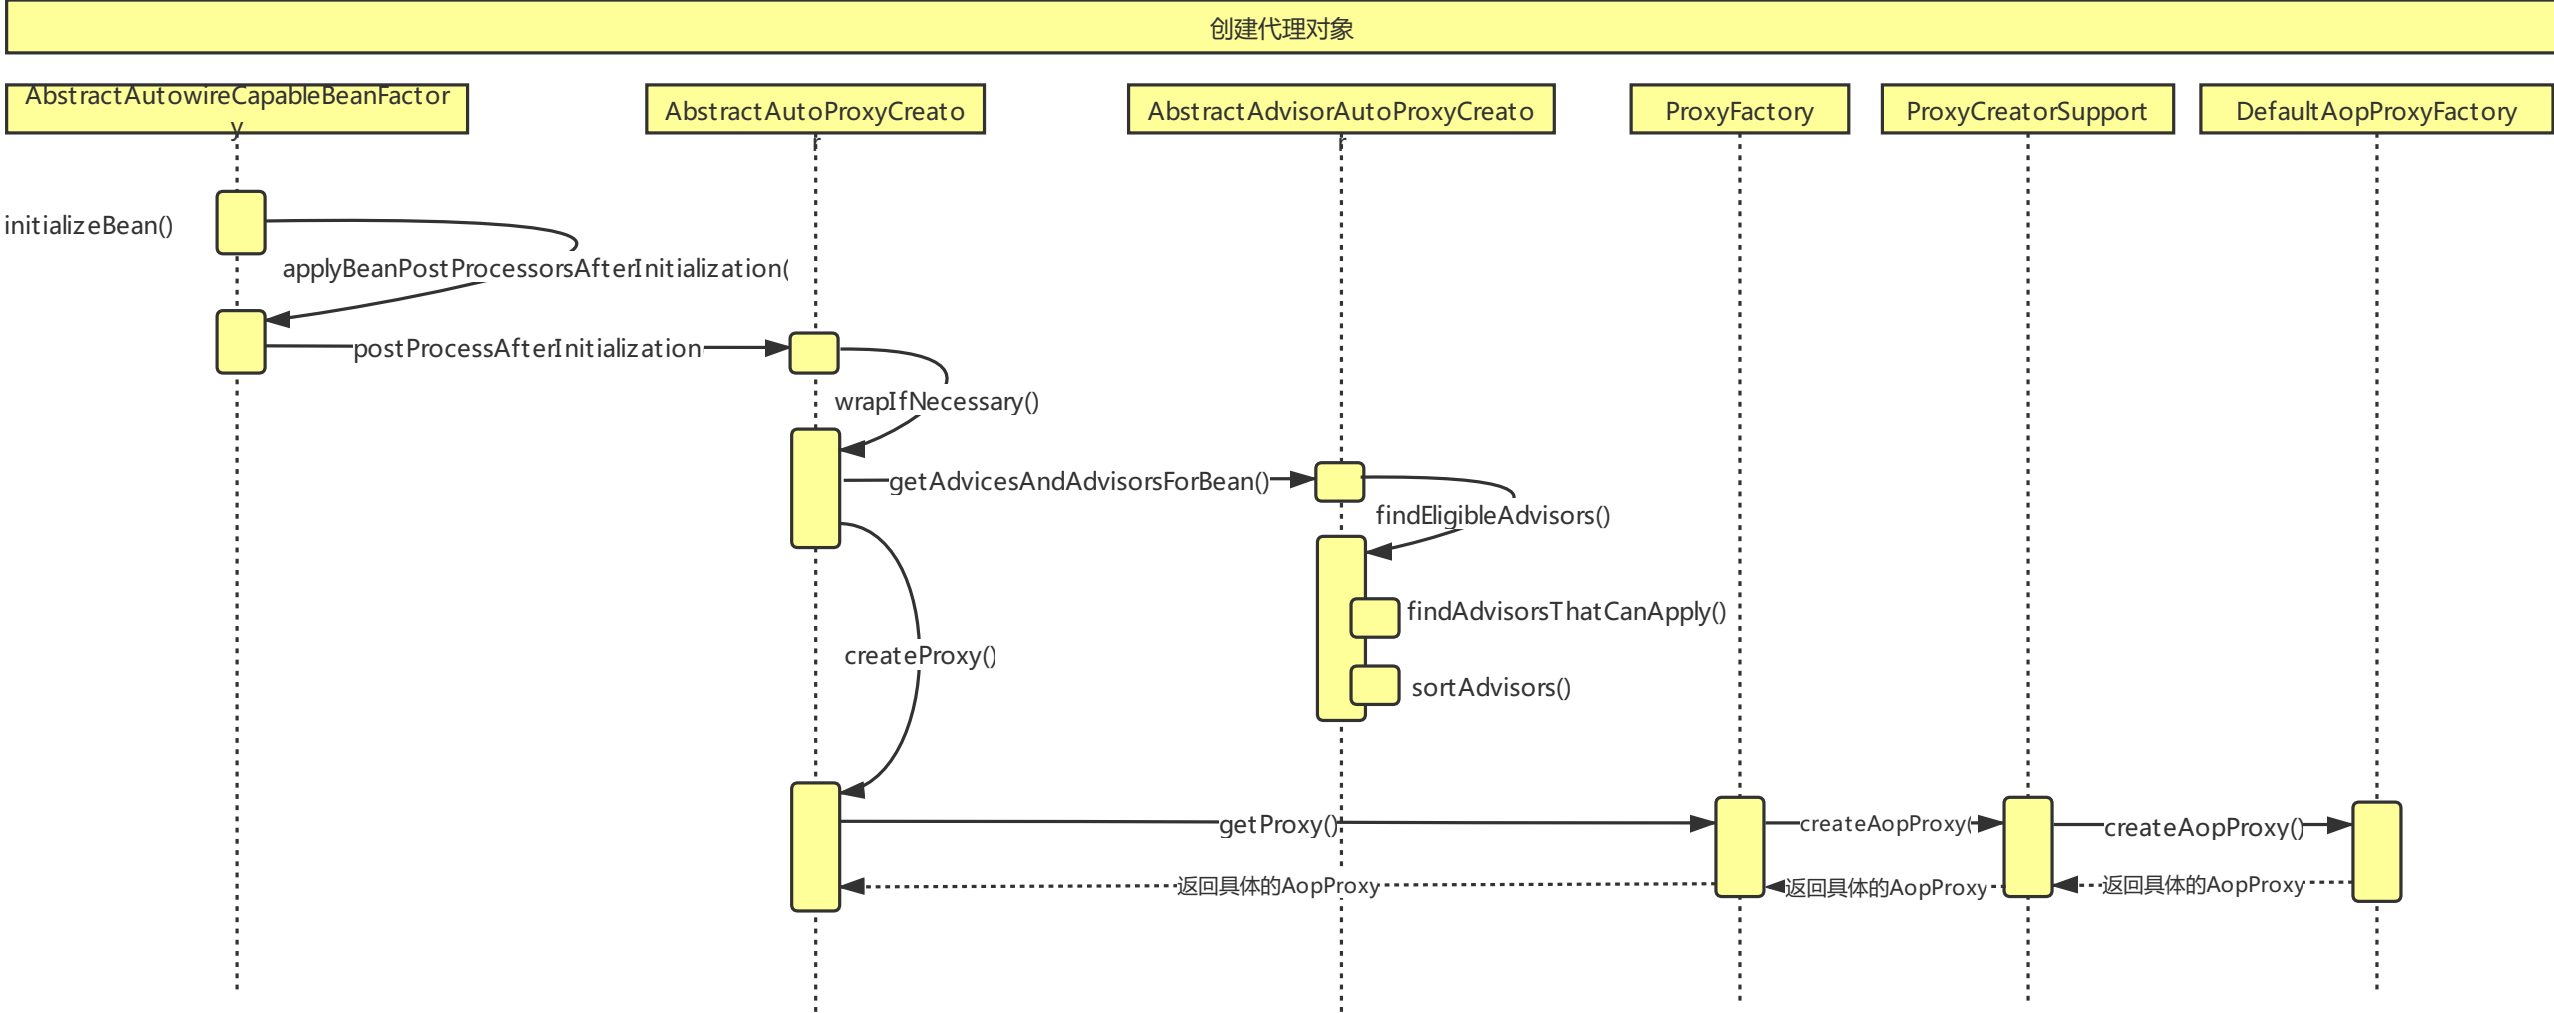 创建代理对象
AbstractAutowireCapableBeanFactor
y
AbstractAutoProxyCreato
r
AbstractAdvisorAutoProxyCreato
r
ProxyFactory
ProxyCreatorSupport
DefaultAopProxyFactory
initializeBean()
applyBeanPostProcessorsAfterInitialization(
postProcessAfterInitialization
wrapIfNecessary()
getAdvicesAndAdvisorsForBean()
findEligibleAdvisors()
findAdvisorsThatCanApply()
createProxy()
sortAdvisors()
getProxy()
createAopProxy(
createAopProxy()
返回具体的AopProxy
返回具体的AopProxy
返回具体的AopProxy